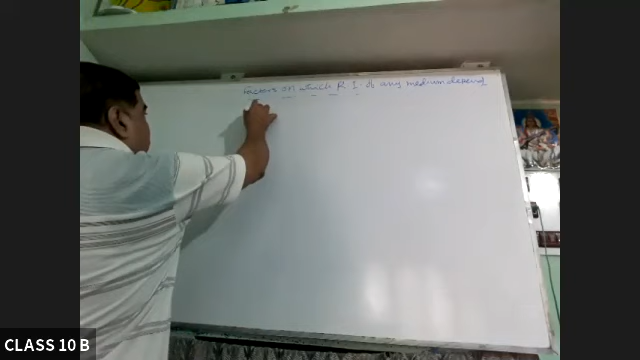 Factors on which R. I. of any medium depend
CLASS 10 B